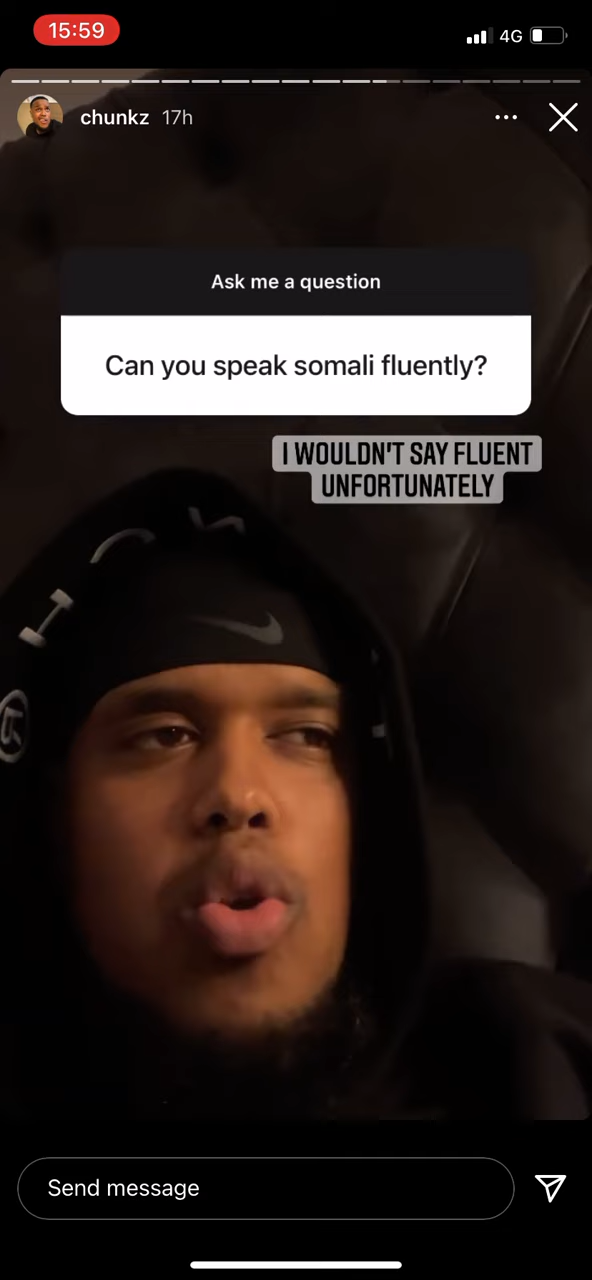 15:59
4G
chunkz 17h
Ask me a question
Can you speak somali fluently?
I WOULDN'T SAY FLUENT
UNFORTUNATELY
Send message